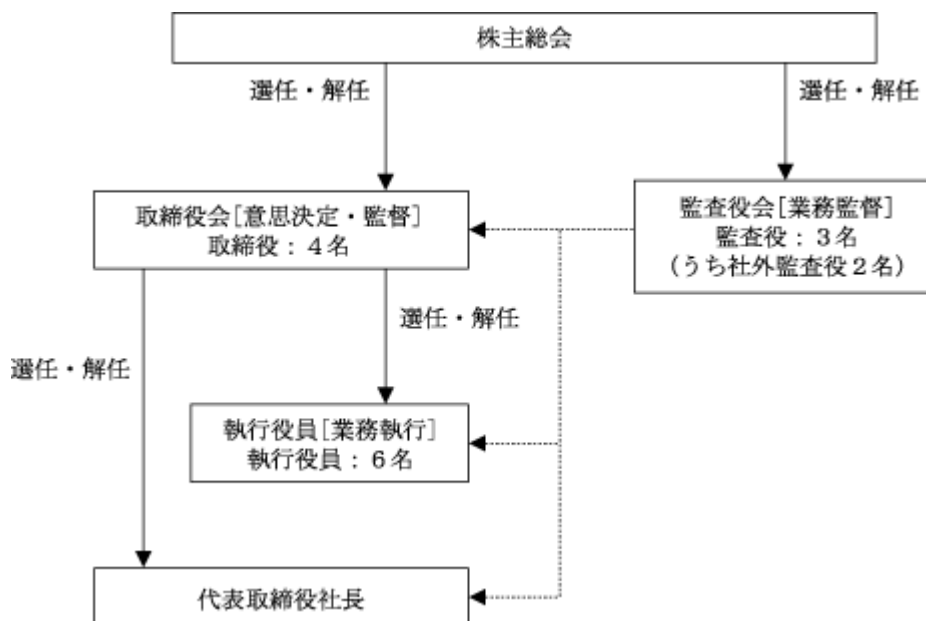 株主総会
選任・解任
選任・解任
取締役会[意思決定・監督]
取締役：４名
監査役会[業務監督]
監査役：３名
(うち社外監査役２名)
選任・解任
選任・解任
執行役員[業務執行]
執行役員：６名
代表取締役社長